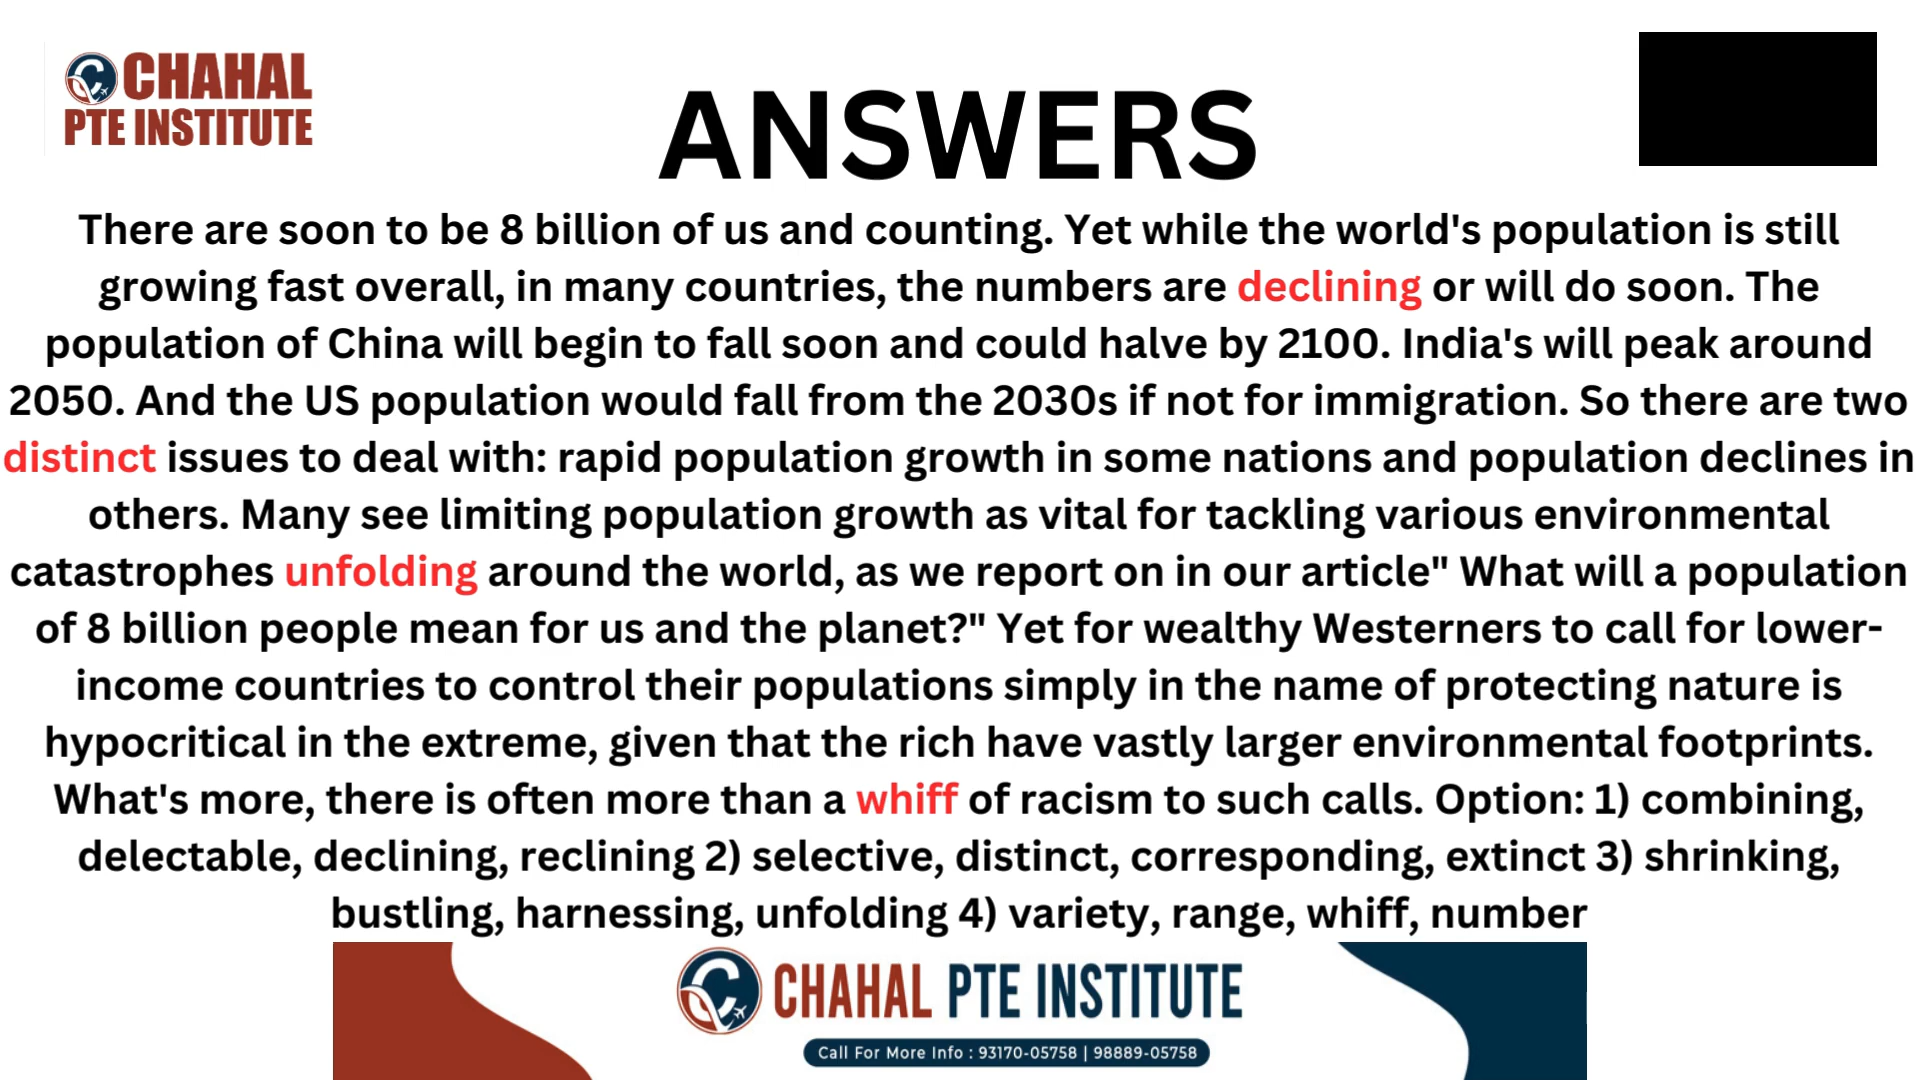 CHAHAL
PTE INSTITUTE
ANSWERS
There are soon to be 8 billion of us and counting. Yet while the world's population is still
growing fast overall, in many countries, the numbers are declining or will do soon. The
population of China will begin to fall soon and could halve by 2100. India's will peak around
2050. And the US population would fall from the 2030s if not for immigration. So there are two
distinct issues to deal with: rapid population growth in some nations and population declines in
others. Many see limiting population growth as vital for tackling various environmental
catastrophes unfolding around the world, as we report on in our article" What will a population
of 8 billion people mean for us and the planet?" Yet for wealthy Westerners to call for lower-
income countries to control their populations simply in the name of protecting nature is
hypocritical in the extreme, given that the rich have vastly larger environmental footprints.
What's more, there is often more than a whiff of racism to such calls. Option: 1) combining,
delectable, declining, reclining 2) selective, distinct, corresponding, extinct 3) shrinking,
bustling, harnessing, unfolding 4) variety, range, whiff, number
CHAHAL PTE INSTITUTE
Call For More Info : 93170-05758 | 98889-05758